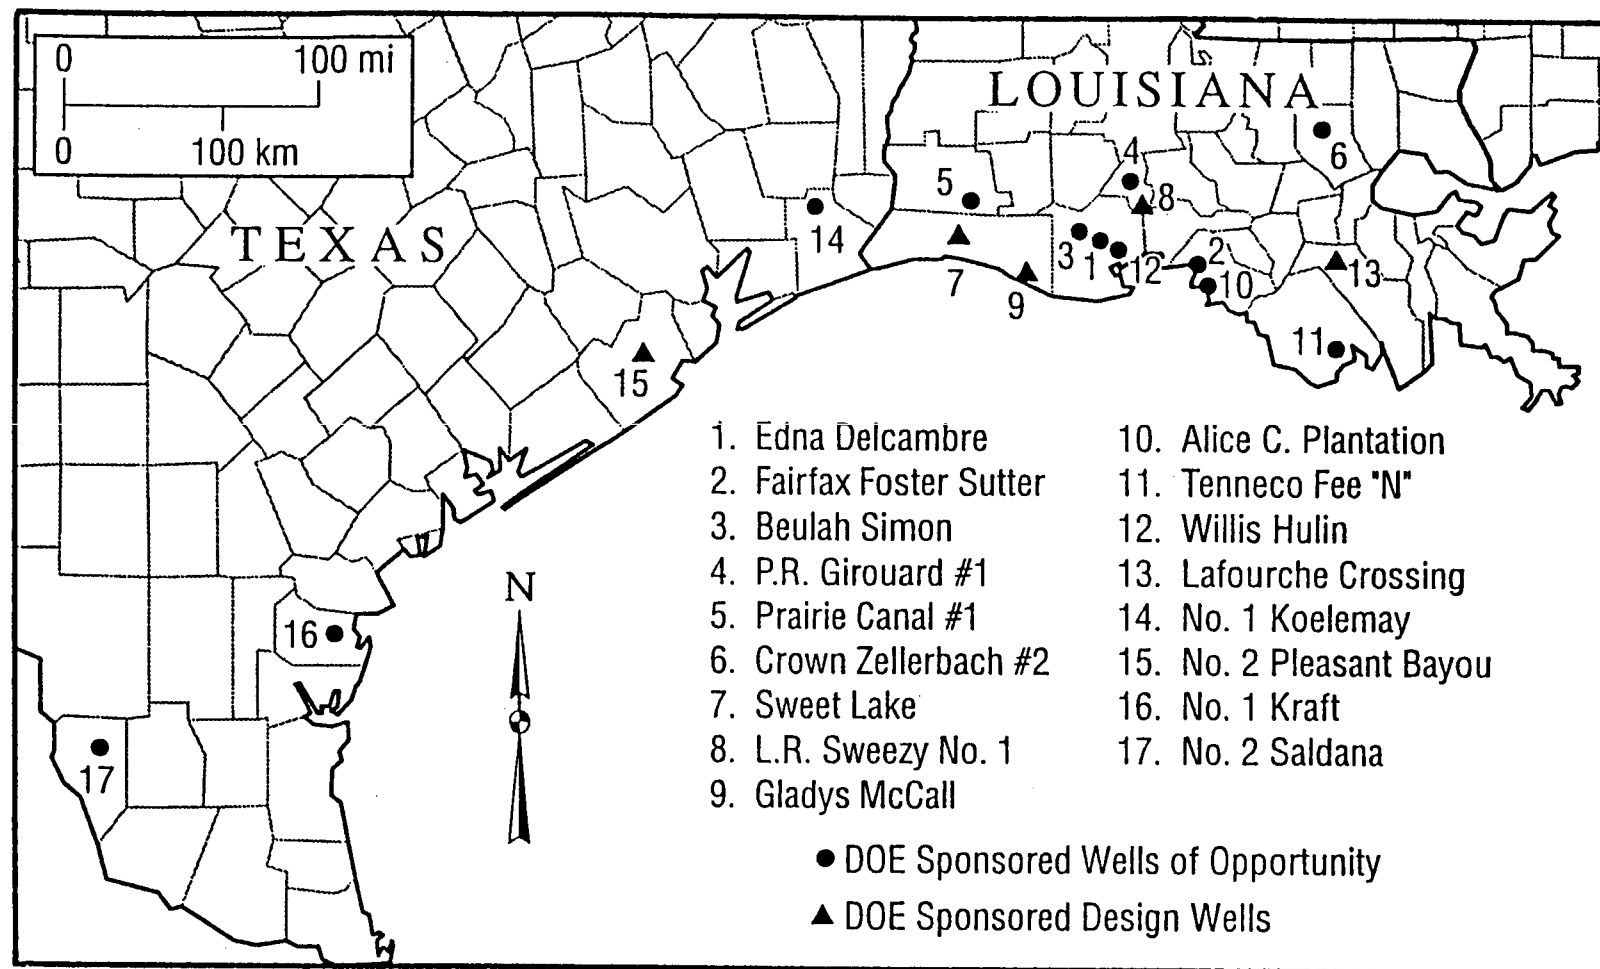 0 100 mi
0 100 km
LOUISIANA
TEXAS
4
6
5
8
14
3
1
12
2
13
7
10
9
11
15
16
17
N
1. Edna Delcambre
2. Fairfax Foster Sutter
3. Beulah Simon
4. P.R. Girouard #1
5. Prairie Canal #1
6. Crown Zellerbach #2
7. Sweet Lake
8. L.R. Sweezy No. 1
9. Gladys McCall
10. Alice C. Plantation
11. Tenneco Fee "N"
12. Willis Hulin
13. Lafourche Crossing
14. No. 1 Koelemay
15. No. 2 Pleasant Bayou
16. No. 1 Kraft
17. No. 2 Saldana
DOE Sponsored Wells of Opportunity
DOE Sponsored Design Wells